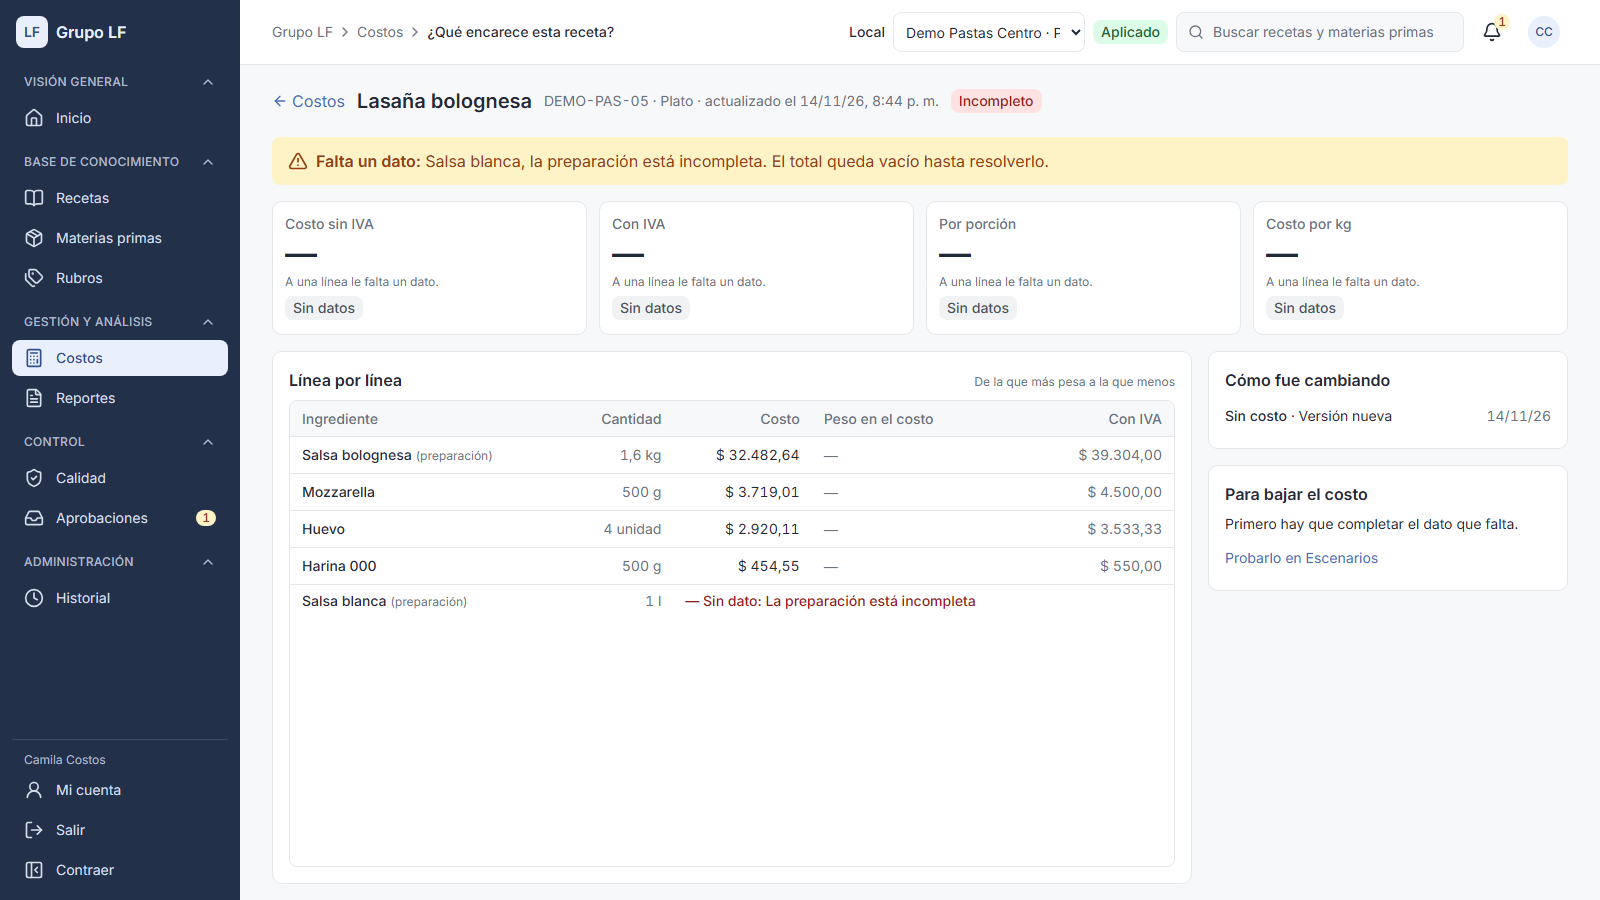 LF Grupo LF
VISIÓN GENERAL
Inicio
BASE DE CONOCIMIENTO
Recetas
Materias primas
Rubros
GESTIÓN Y ANÁLISIS
Costos
Reportes
CONTROL
Calidad
Aprobaciones 1
ADMINISTRACIÓN
Historial
Camila Costos
Mi cuenta
Salir
Contraer
Grupo LF > Costos > ¿Qué encarece esta receta?
Local Demo Pastas Centro · P Aplicado Buscar recetas y materias primas 1 CC
← Costos Lasaña bolognesa DEMO-PAS-05 · Plato · actualizado el 14/11/26, 8:44 p. m. Incompleto
Falta un dato: Salsa blanca, la preparación está incompleta. El total queda vacío hasta resolverlo.
Costo sin IVA
—
A una línea le falta un dato.
Sin datos
Con IVA
—
A una línea le falta un dato.
Sin datos
Por porción
—
A una línea le falta un dato.
Sin datos
Costo por kg
—
A una línea le falta un dato.
Sin datos
Línea por línea De la que más pesa a la que menos
Ingrediente Cantidad Costo Peso en el costo Con IVA
Salsa bolognesa (preparación) 1,6 kg $ 32.482,64 — $ 39.304,00
Mozzarella 500 g $ 3.719,01 — $ 4.500,00
Huevo 4 unidad $ 2.920,11 — $ 3.533,33
Harina 000 500 g $ 454,55 — $ 550,00
Salsa blanca (preparación) 1 l — Sin dato: La preparación está incompleta
Cómo fue cambiando
Sin costo · Versión nueva 14/11/26
Para bajar el costo
Primero hay que completar el dato que falta.
Probarlo en Escenarios